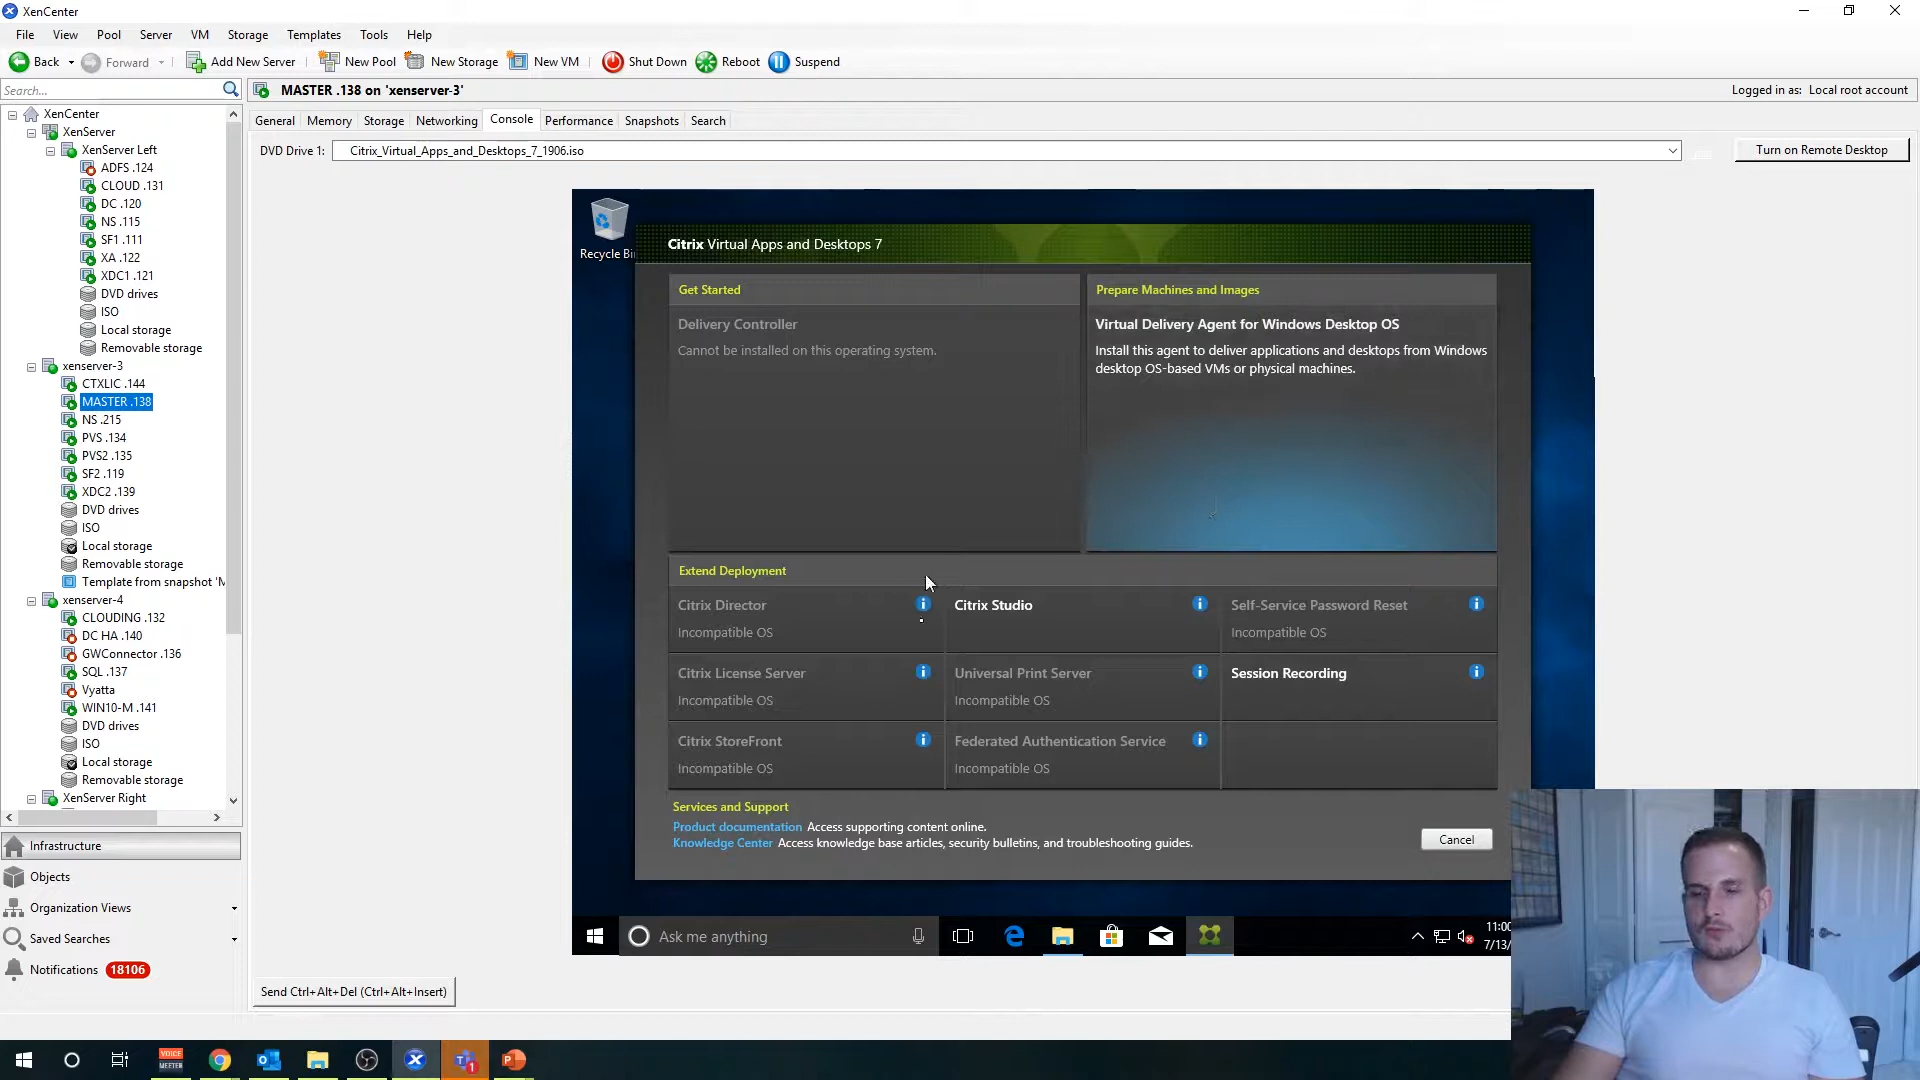 XenCenter
File View Pool Server VM Storage Templates Tools Help
Back Forward Add New Server New Pool New Storage New VM Shut Down Reboot Suspend
Search...
MASTER .138 on 'xenserver-3'
Logged in as: Local root account
General Memory Storage Networking Console Performance Snapshots Search
DVD Drive 1: Citrix_Virtual_Apps_and_Desktops_7_1906.iso
Turn on Remote Desktop
XenCenter
XenServer
XenServer Left
ADFS .124
CLOUD .131
DC .120
NS .115
SF1 .111
XA .122
XDC1 .121
DVD drives
ISO
Local storage
Removable storage
xenserver-3
CTXLIC .144
MASTER .138
NS .215
PVS .134
PVS2 .135
SF2 .119
XDC2 .139
DVD drives
ISO
Local storage
Removable storage
Template from snapshot 'M
xenserver-4
CLOUDING .132
DC HA .140
GWConnector .136
SQL .137
Vyatta
WIN10-M .141
DVD drives
ISO
Local storage
Removable storage
XenServer Right
Infrastructure
Objects
Organization Views
Saved Searches
Notifications 18106
Recycle Bi
Citrix Virtual Apps and Desktops 7
Get Started
Delivery Controller
Cannot be installed on this operating system.
Prepare Machines and Images
Virtual Delivery Agent for Windows Desktop OS
Install this agent to deliver applications and desktops from Windows
desktop OS-based VMs or physical machines.
Extend Deployment
Citrix Director
Incompatible OS
Citrix Studio
Self-Service Password Reset
Incompatible OS
Citrix License Server
Incompatible OS
Universal Print Server
Incompatible OS
Session Recording
Citrix StoreFront
Incompatible OS
Federated Authentication Service
Incompatible OS
Services and Support
Product documentation Access supporting content online.
Knowledge Center Access knowledge base articles, security bulletins, and troubleshooting guides.
Cancel
Ask me anything
11:00
7/13/
Send Ctrl+Alt+Del (Ctrl+Alt+Insert)
VOICE
MEETER
1